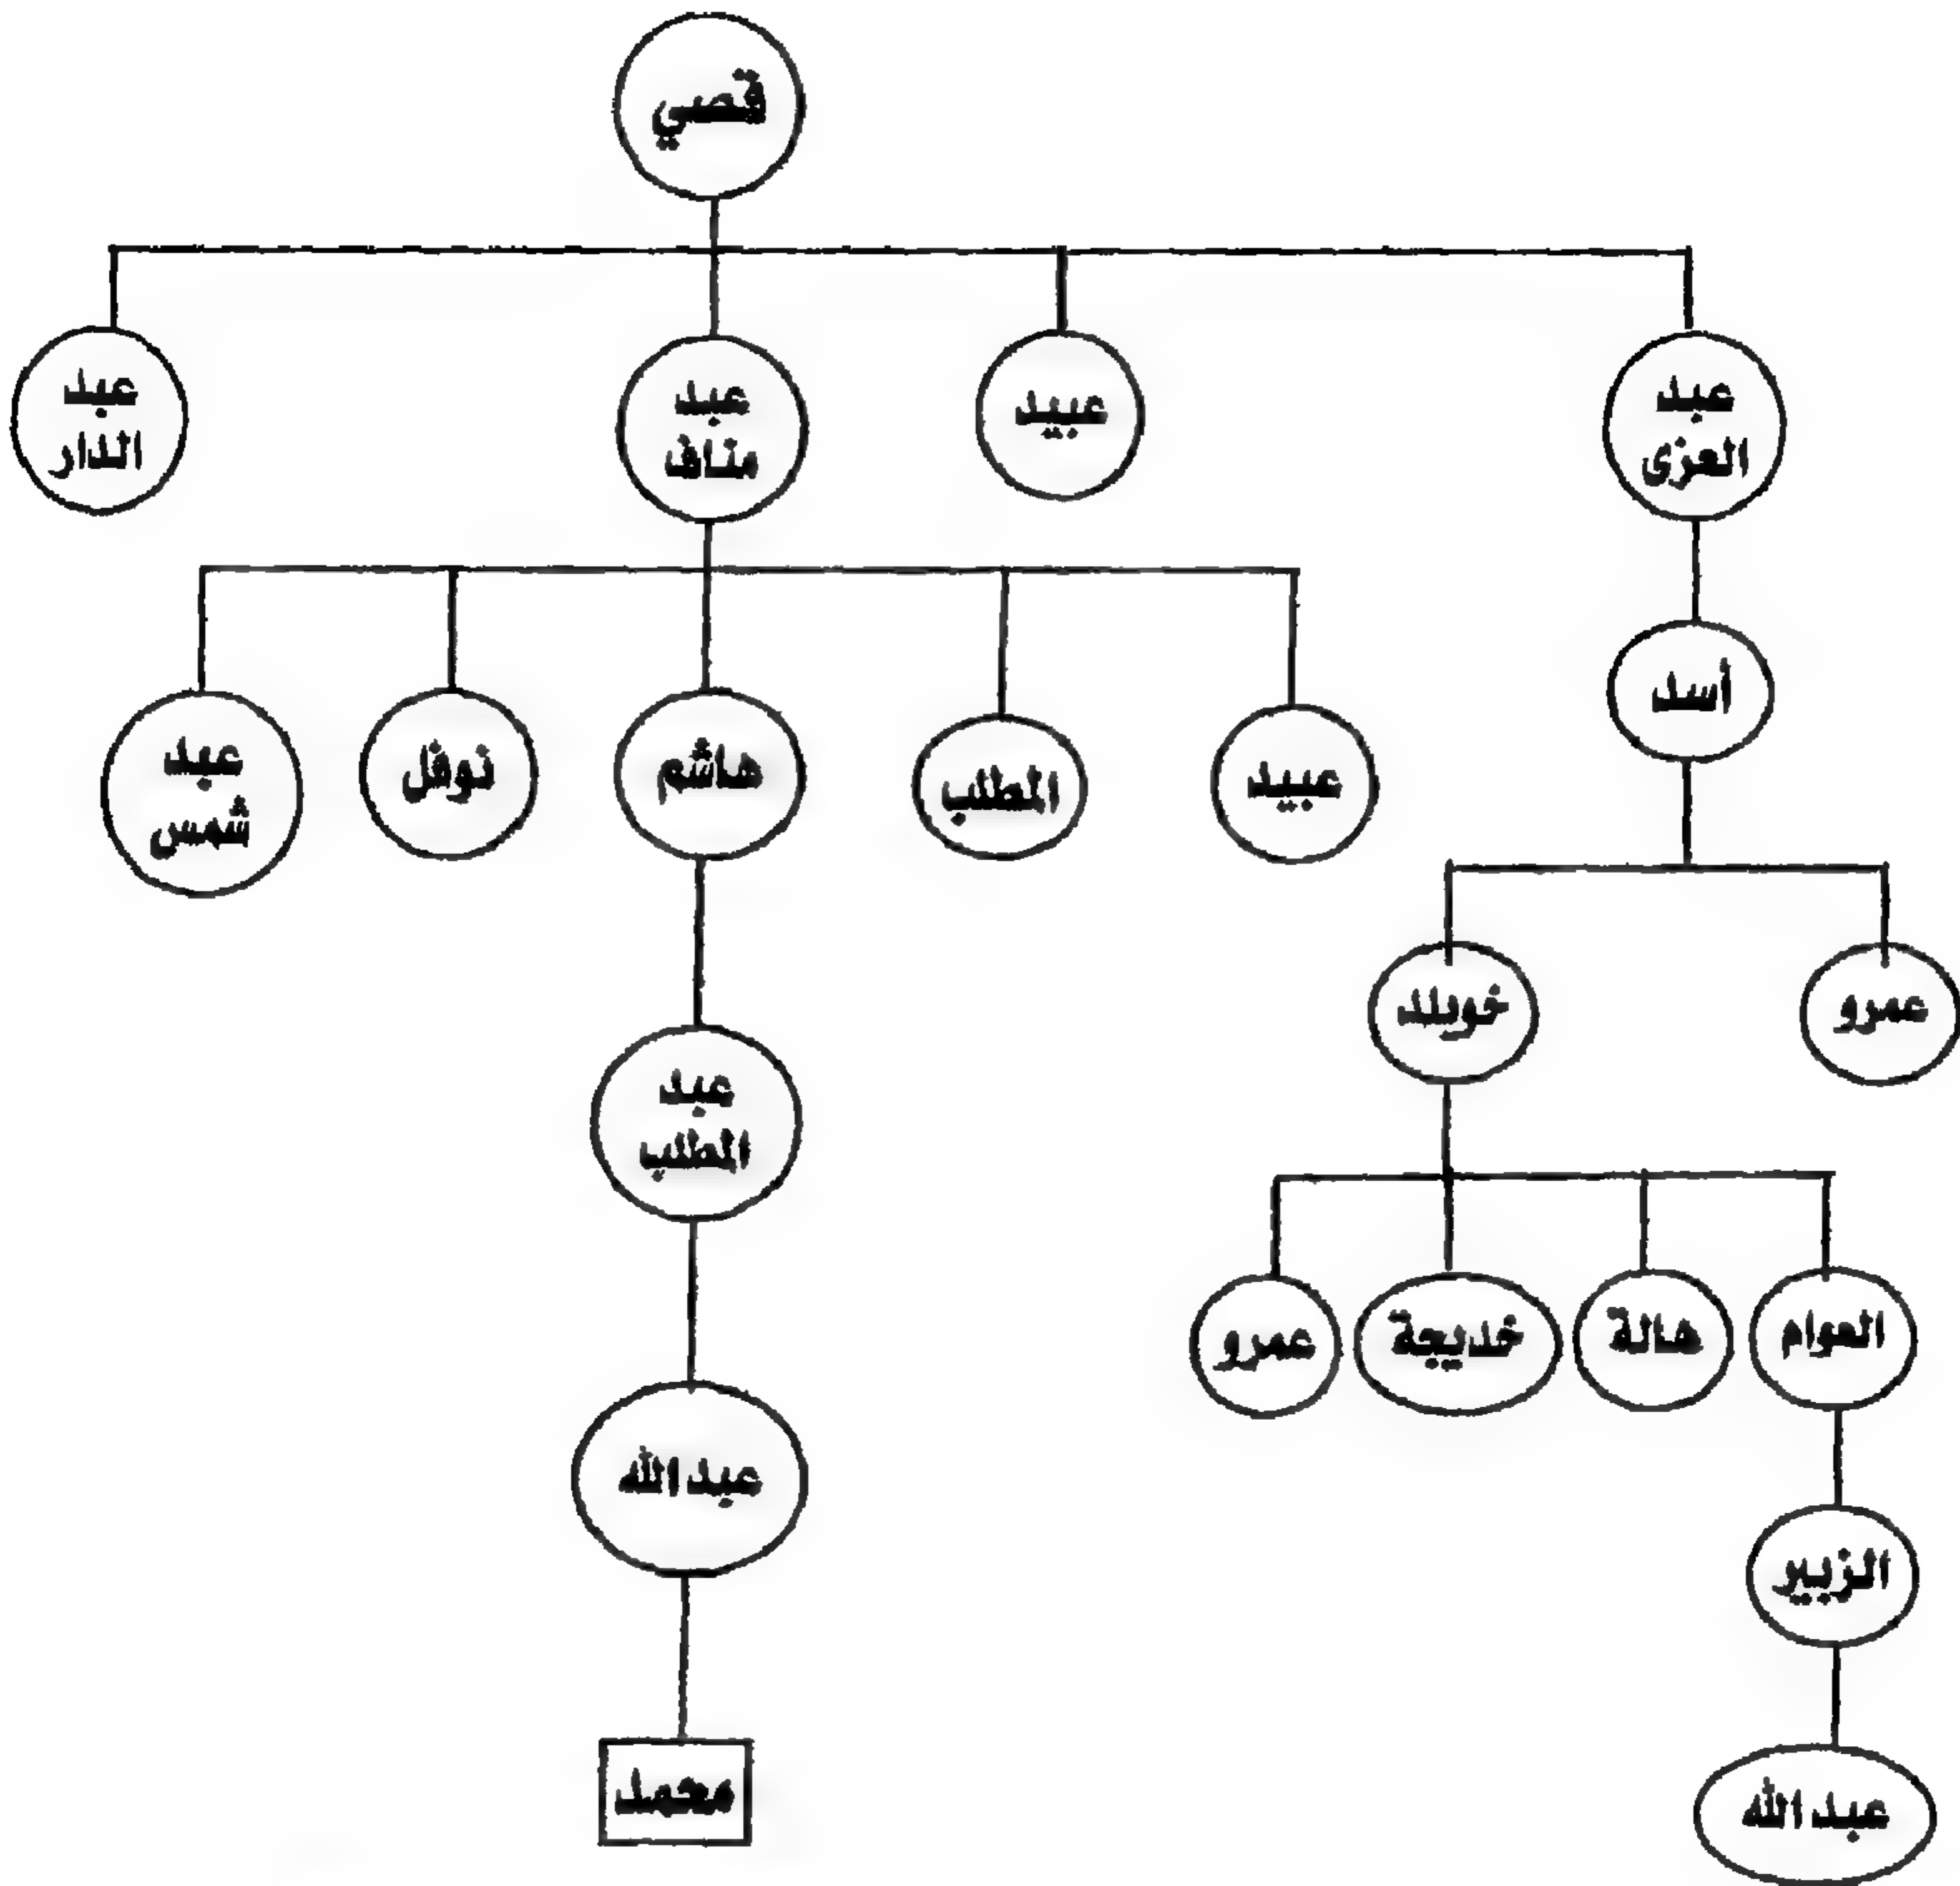 قصي
عبد العزى
عبيد
عبد مناف
عبد الدار
أسد
عبيد
المطلب
هاشم
نوفل
عبد شمس
عمرو
خويلد
عبد المطلب
العوام
هالة
خديجة
عمرو
عبد الله
الزبير
محمد
عبد الله